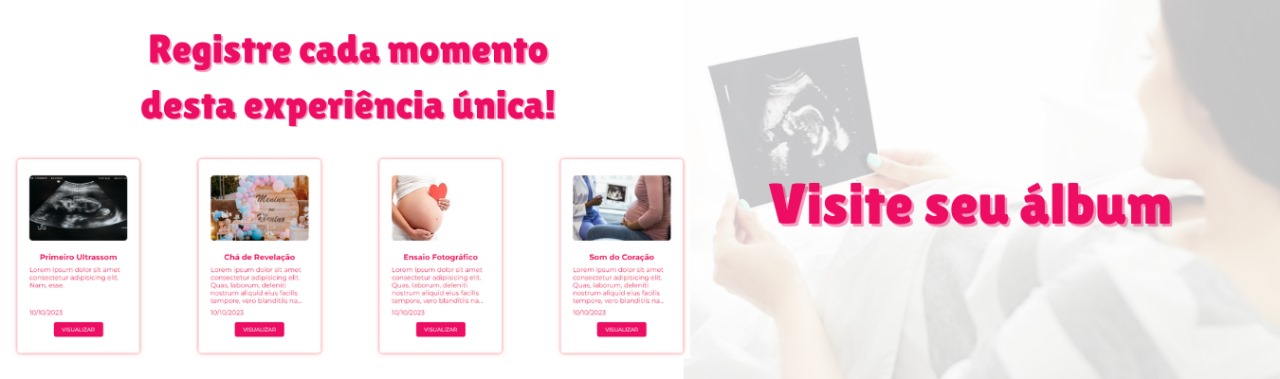 Registre cada momento
desta experiência única!
Primeiro Ultrassom
Lorem ipsum dolor sit amet
consectetur adipisicing elit.
Nam, esse.
10/10/2023
VISUALIZAR
Menina
ou
Menino
Chá de Revelação
Lorem ipsum dolor sit amet
consectetur adipisicing elit.
Quas, laborum, deleniti
nostrum aliquid eius facilis
tempore, vero blanditiis na...
10/10/2023
VISUALIZAR
Ensaio Fotográfico
Lorem ipsum dolor sit amet
consectetur adipisicing elit.
Quas, laborum, deleniti
nostrum aliquid eius facilis
tempore, vero blanditiis na...
10/10/2023
VISUALIZAR
Som do Coração
Lorem ipsum dolor sit amet
consectetur adipisicing elit.
Quas, laborum, deleniti
nostrum aliquid eius facilis
tempore, vero blanditiis na...
10/10/2023
VISUALIZAR
Visite seu álbum